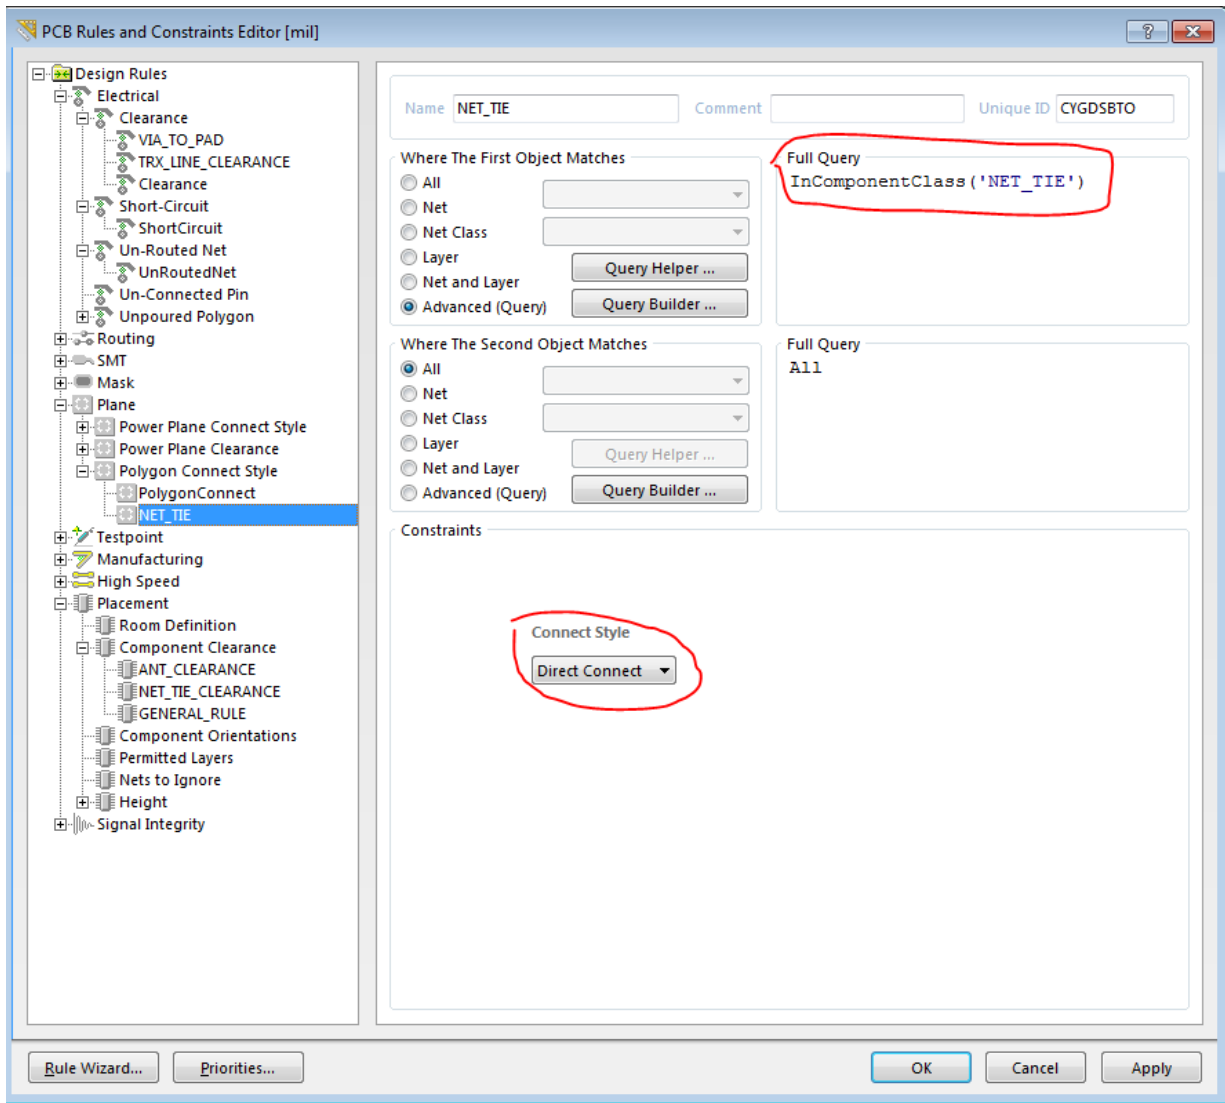 PCB Rules and Constraints Editor [mil]
Design Rules
Electrical
Clearance
VIA_TO_PAD
TRX_LINE_CLEARANCE
Clearance
Short-Circuit
ShortCircuit
Un-Routed Net
UnRoutedNet
Un-Connected Pin
Unpoured Polygon
Routing
SMT
Mask
Plane
Power Plane Connect Style
Power Plane Clearance
Polygon Connect Style
PolygonConnect
NET_TIE
Testpoint
Manufacturing
High Speed
Placement
Room Definition
Component Clearance
ANT_CLEARANCE
NET_TIE_CLEARANCE
GENERAL_RULE
Component Orientations
Permitted Layers
Nets to Ignore
Height
Signal Integrity
Name NET_TIE Comment Unique ID CYGDSBTO
Where The First Object Matches
All
Net
Net Class
Layer
Net and Layer
Advanced (Query)
Query Helper ...
Query Builder ...
Full Query
InComponentClass('NET_TIE')
Where The Second Object Matches
All
Net
Net Class
Layer
Net and Layer
Advanced (Query)
Query Helper ...
Query Builder ...
Full Query
All
Constraints
Connect Style
Direct Connect
Rule Wizard... Priorities... OK Cancel Apply